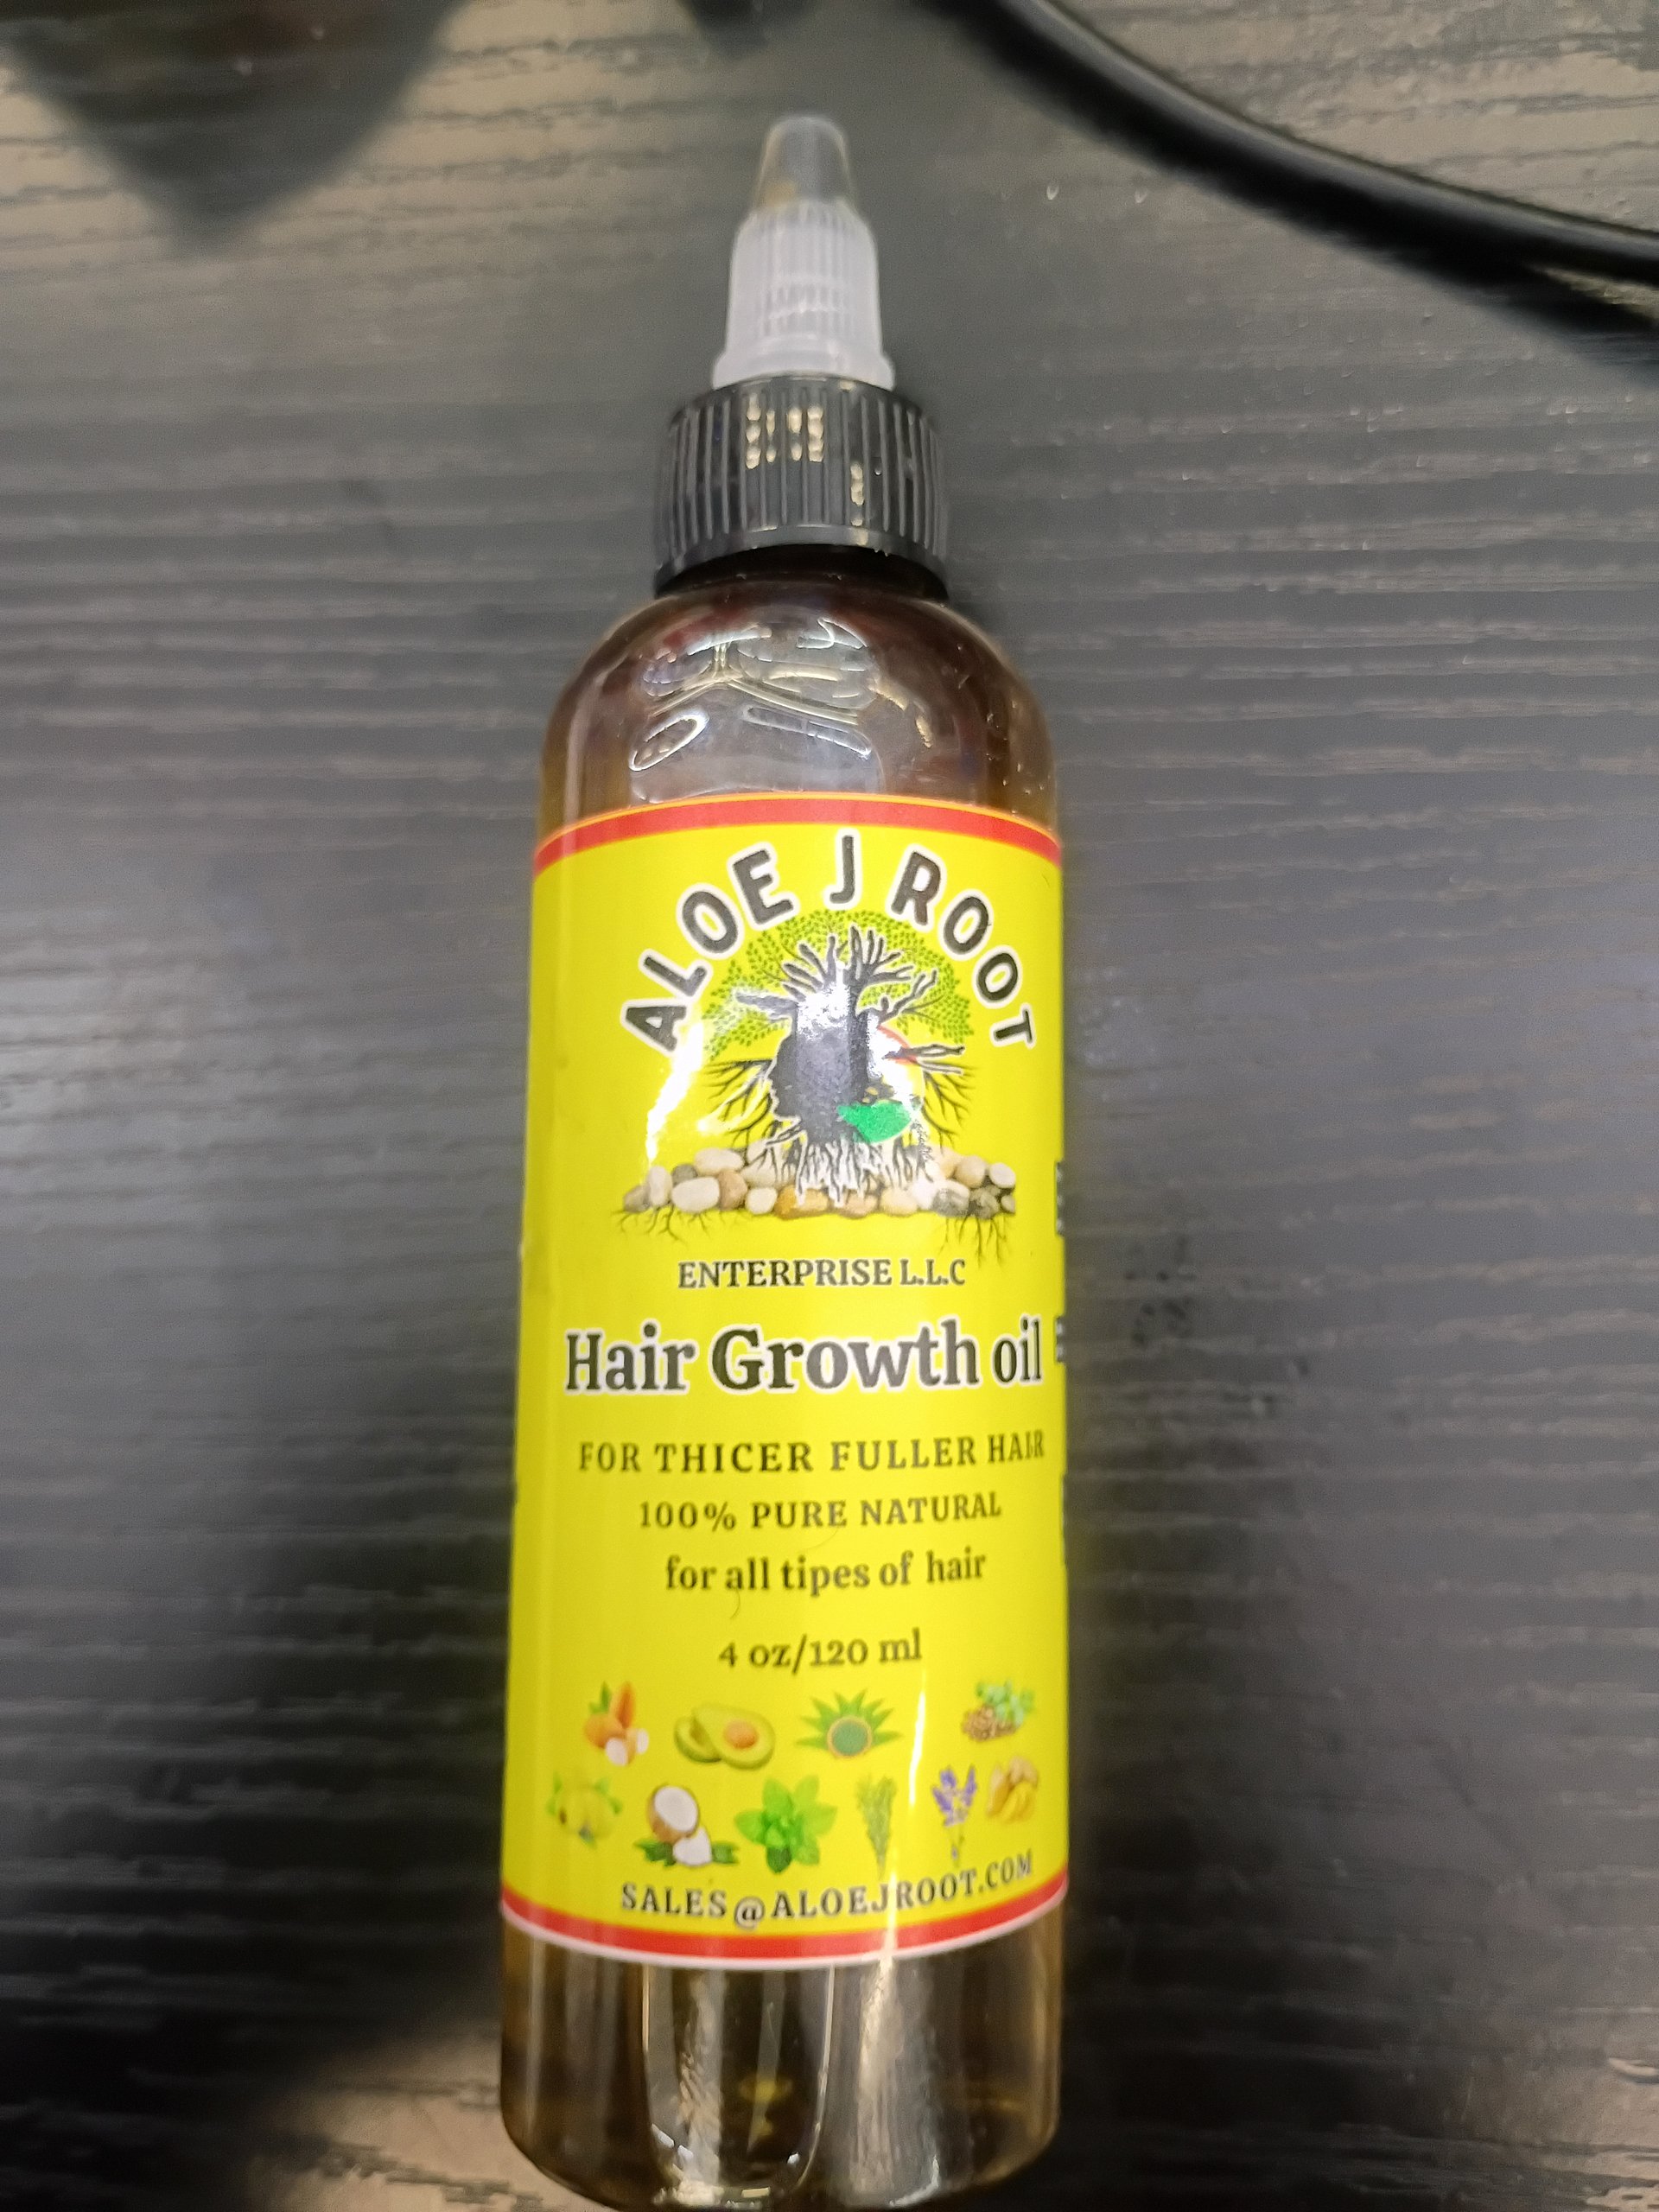 ALOE J ROOT
ENTERPRISE L.L.C
Hair Growth oil
FOR THICER FULLER HAIR
100% PURE NATURAL
for all tipes of hair
4 oz/120 ml
SALES@ALOEJROOT.COM